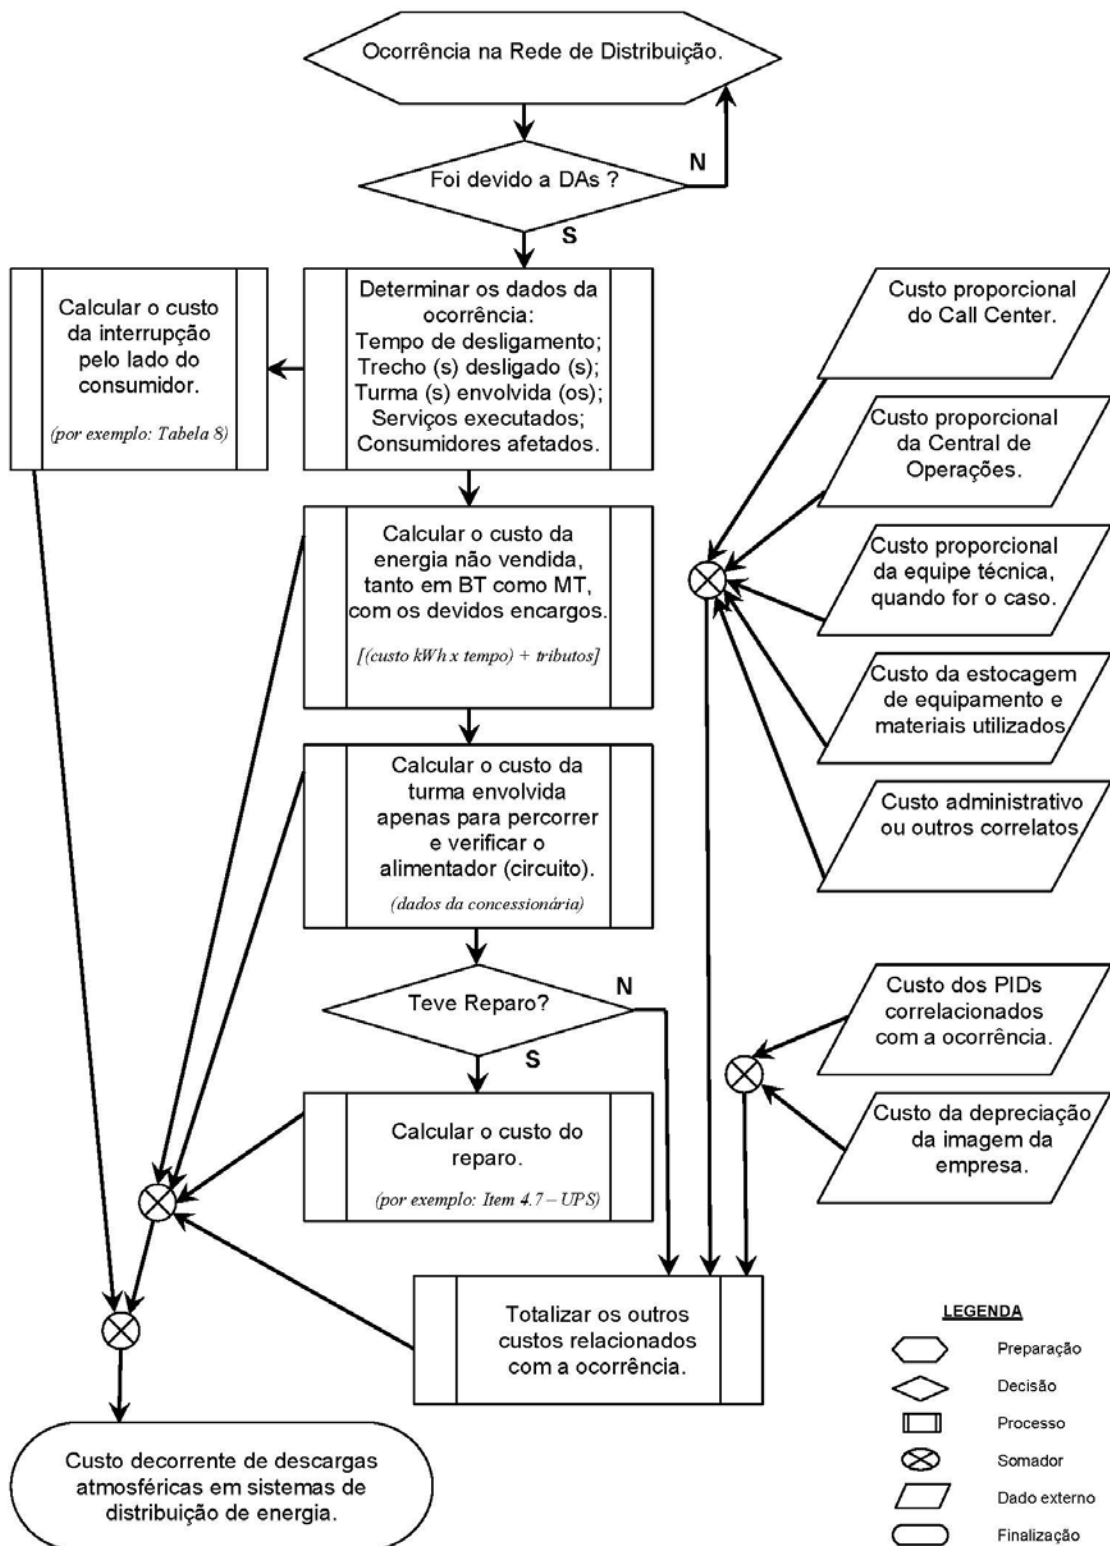 Ocorrência na Rede de Distribuição.
Foi devido a DAs ?
N
S
Calcular o custo
da interrupção
pelo lado do
consumidor.
(por exemplo: Tabela 8)
Determinar os dados da
ocorrência:
Tempo de desligamento;
Trecho (s) desligado (s);
Turma (s) envolvida (os);
Serviços executados;
Consumidores afetados.
Custo proporcional
do Call Center.
Custo proporcional
da Central de
Operações.
Custo proporcional
da equipe técnica,
quando for o caso.
Custo da estocagem
de equipamento e
materiais utilizados
Custo administrativo
ou outros correlatos
Calcular o custo da
energia não vendida,
tanto em BT como MT,
com os devidos encargos.
[(custo kWh x tempo) + tributos]
Calcular o custo da
turma envolvida
apenas para percorrer
e verificar o
alimentador (circuito).
(dados da concessionária)
Teve Reparo?
N
S
Custo dos PIDs
correlacionados
com a ocorrência.
Custo da depreciação
da imagem da
empresa.
Calcular o custo do
reparo.
(por exemplo: Item 4.7 – UPS)
Totalizar os outros
custos relacionados
com a ocorrência.
Custo decorrente de descargas
atmosféricas em sistemas de
distribuição de energia.
LEGENDA
Preparação
Decisão
Processo
Somador
Dado externo
Finalização